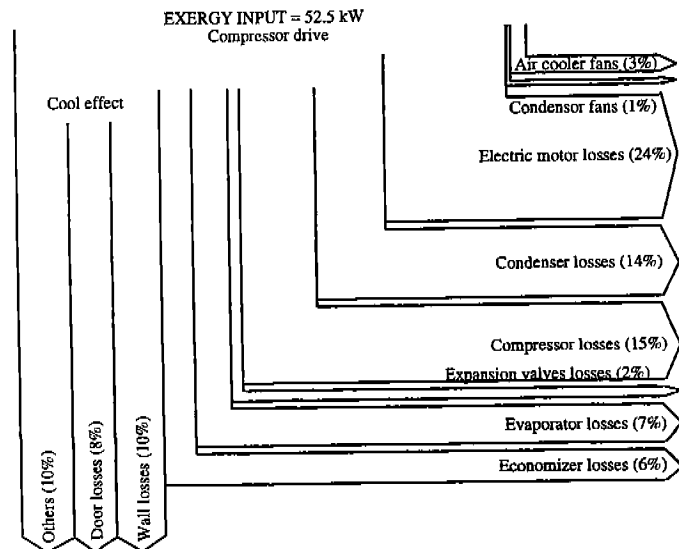 EXERGY INPUT = 52.5 kW
Compressor drive
Air cooler fans (3%)
Cool effect
Condensor fans (1%)
Electric motor losses (24%)
Condenser losses (14%)
Compressor losses (15%)
Expansion valves losses (2%)
Evaporator losses (7%)
Economizer losses (6%)
Others (10%)
Door losses (8%)
Wall losses (10%)